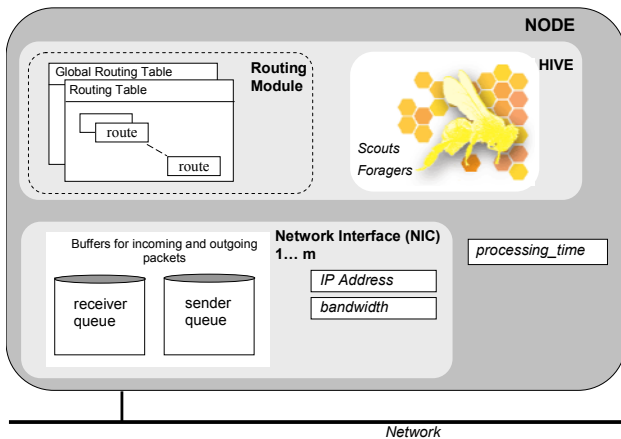 NODE
HIVE
Global Routing Table
Routing Table
route
route
Routing
Module
Scouts
Foragers
Buffers for incoming and outgoing
packets
receiver
queue
sender
queue
Network Interface (NIC)
1… m
IP Address
bandwidth
processing_time
Network